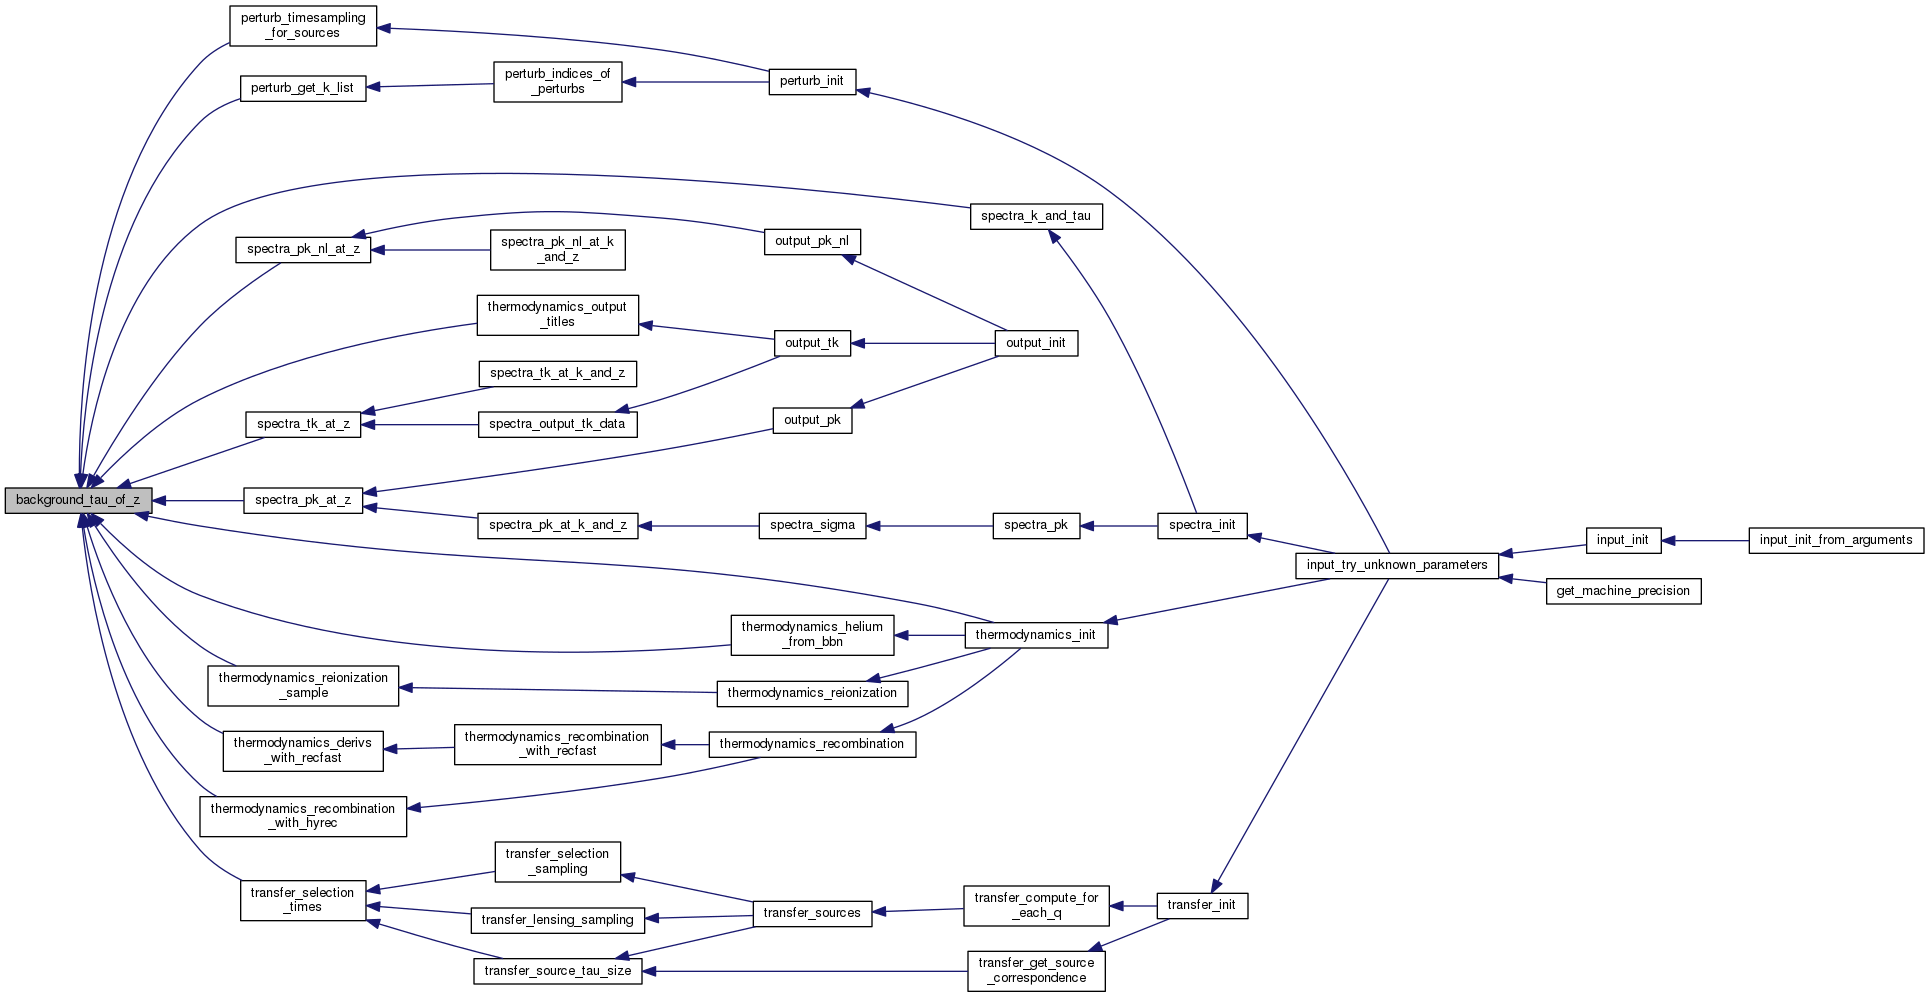 perturb_timesampling
_for_sources
perturb_get_k_list
perturb_indices_of
_perturbs
perturb_init
spectra_k_and_tau
spectra_pk_nl_at_z
spectra_pk_nl_at_k
_and_z
output_pk_nl
thermodynamics_output
_titles
output_tk
output_init
spectra_tk_at_k_and_z
spectra_tk_at_z
spectra_output_tk_data
output_pk
background_tau_of_z
spectra_pk_at_z
spectra_pk_at_k_and_z
spectra_sigma
spectra_pk
spectra_init
input_try_unknown_parameters
input_init
input_init_from_arguments
get_machine_precision
thermodynamics_helium
_from_bbn
thermodynamics_init
thermodynamics_reionization
_sample
thermodynamics_reionization
thermodynamics_derivs
_with_recfast
thermodynamics_recombination
_with_recfast
thermodynamics_recombination
thermodynamics_recombination
_with_hyrec
transfer_selection
_times
transfer_selection
_sampling
transfer_lensing_sampling
transfer_source_tau_size
transfer_sources
transfer_compute_for
_each_q
transfer_init
transfer_get_source
_correspondence